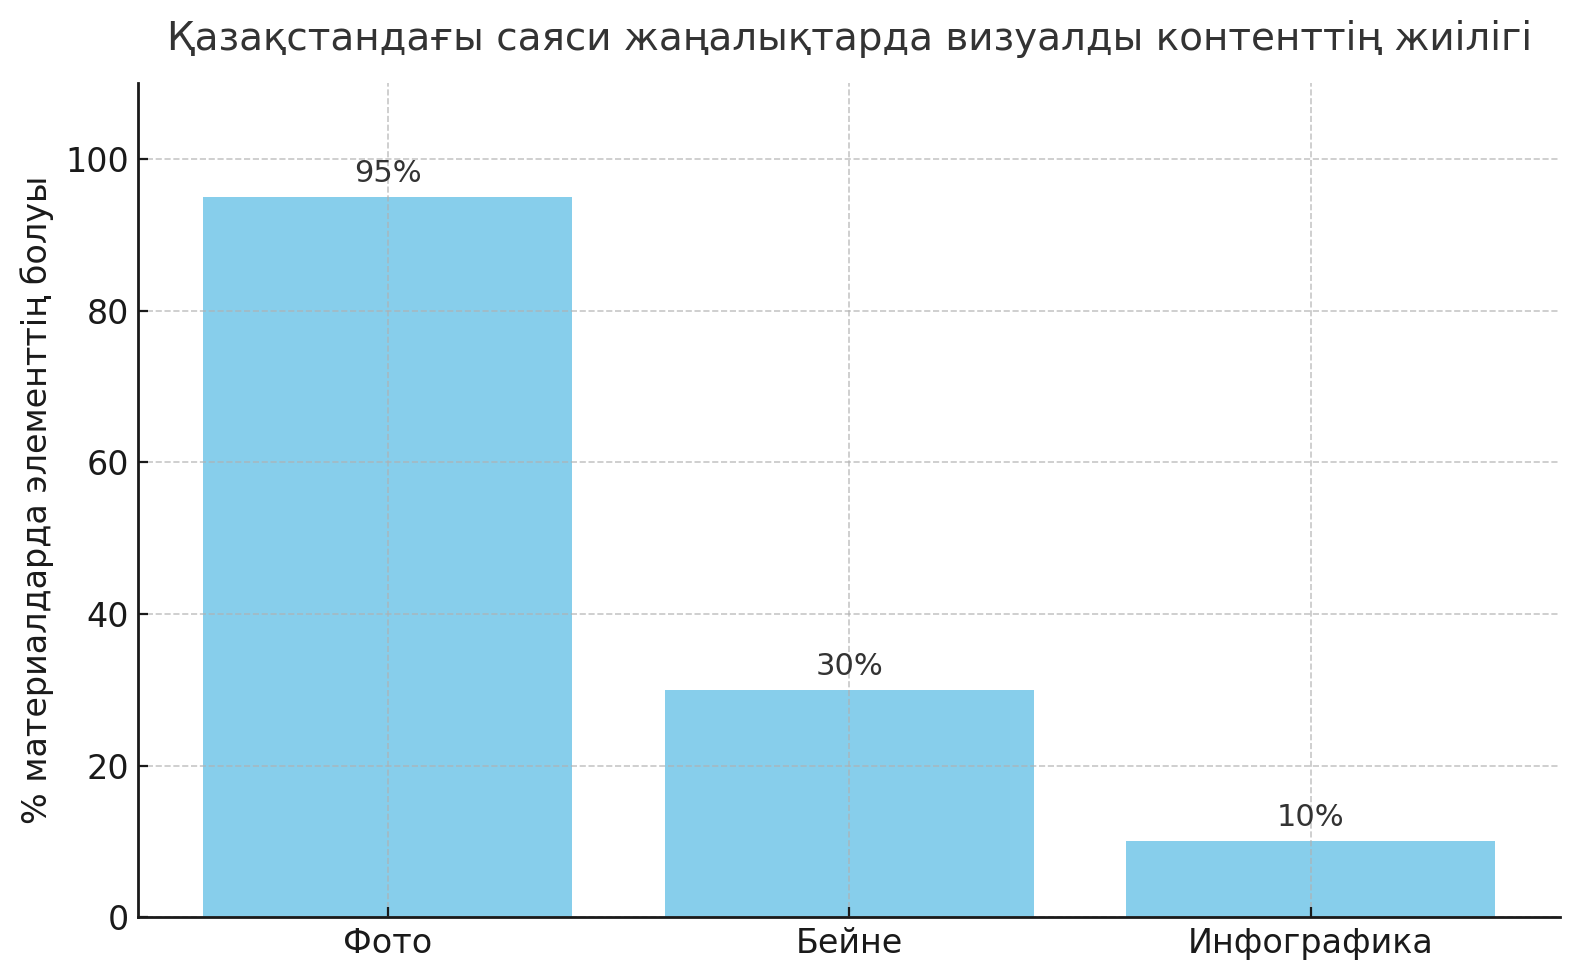 Қазақстандағы саяси жаңалықтарда визуалды контенттің жиілігі
% материалдарда элементтің болуы
100
80
60
40
20
0
95%
30%
10%
Фото
Бейне
Инфографика